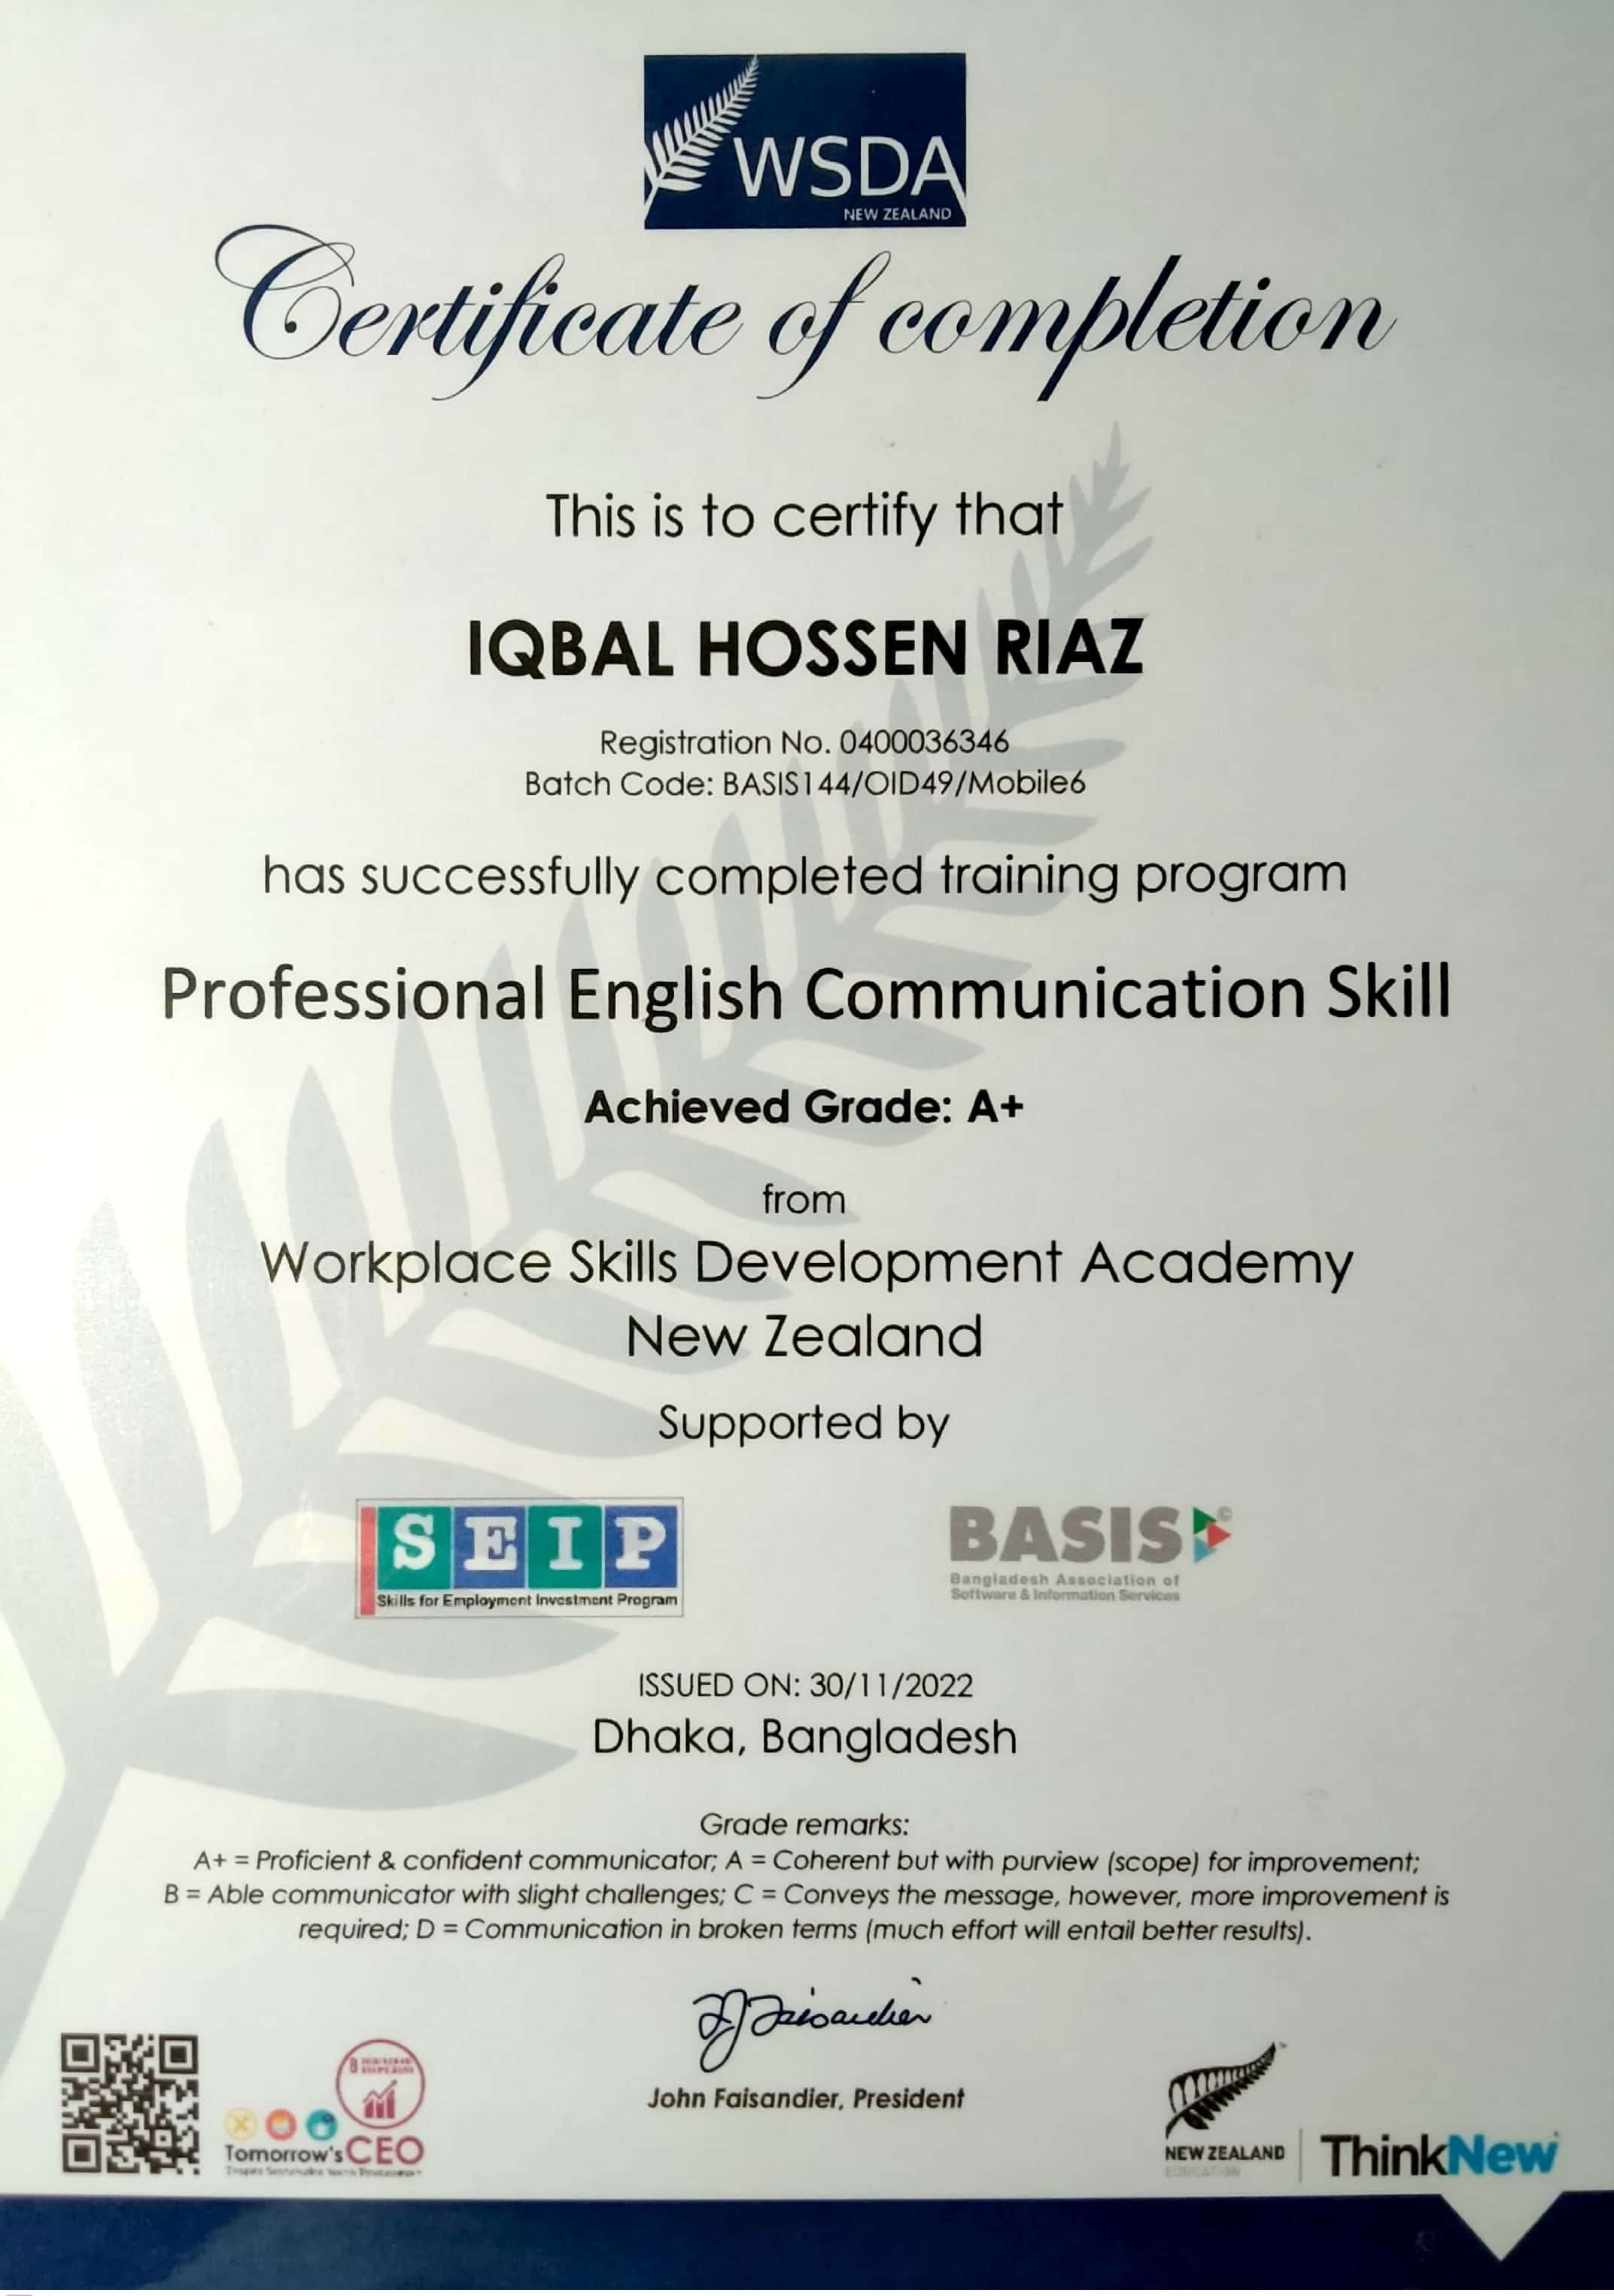 WSDA
NEW ZEALAND
Certificate of completion
This is to certify that
IQBAL HOSSEN RIAZ
Registration No. 0400036346
Batch Code: BASIS144/OID49/Mobile6
has successfully completed training program
Professional English Communication Skill
Achieved Grade: A+
from
Workplace Skills Development Academy
New Zealand
Supported by
SEIP
Skills for Employment Investment Program
BASIS
Bangladesh Association of
Software & Information Services
ISSUED ON: 30/11/2022
Dhaka, Bangladesh
Grade remarks:
A+ = Proficient & confident communicator; A = Coherent but with purview (scope) for improvement;
B = Able communicator with slight challenges; C = Conveys the message, however, more improvement is
required; D = Communication in broken terms (much effort will entail better results).
John Faisandier, President
Tomorrow's CEO
NEW ZEALAND
EDUCATION
ThinkNew